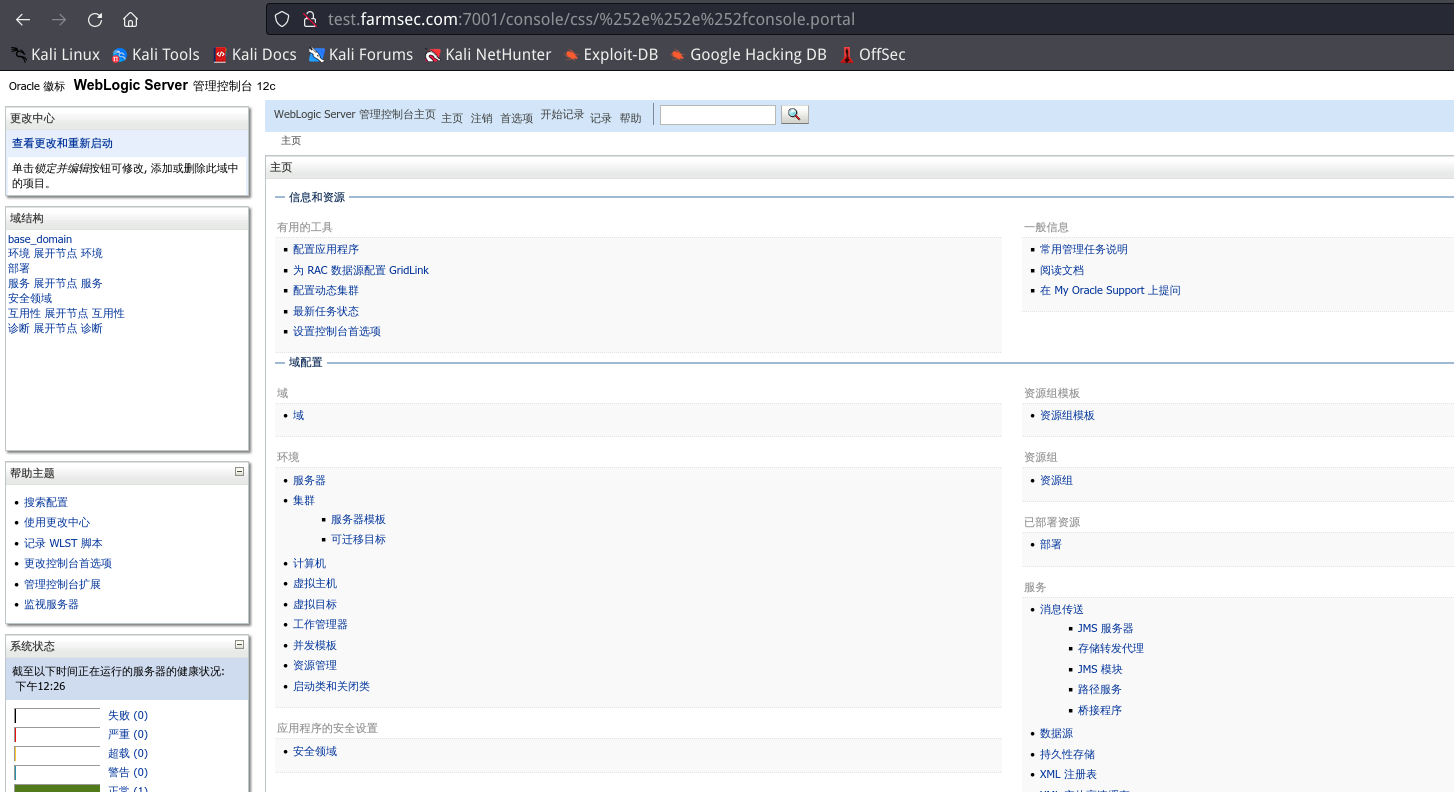 test.farmsec.com:7001/console/css/%252e%252e%252fconsole.portal
Kali Linux Kali Tools Kali Docs Kali Forums Kali NetHunter Exploit-DB Google Hacking DB OffSec
Oracle 徽标 WebLogic Server 管理控制台 12c
更改中心
查看更改和重新启动
单击锁定并编辑按钮可修改, 添加或删除此域中
的项目。
域结构
base_domain
环境 展开节点 环境
部署
服务 展开节点 服务
安全领域
互用性 展开节点 互用性
诊断 展开节点 诊断
帮助主题
搜索配置
使用更改中心
记录 WLST 脚本
更改控制台首选项
管理控制台扩展
监视服务器
系统状态
截至以下时间正在运行的服务器的健康状况:
下午12:26
失败 (0)
严重 (0)
超载 (0)
警告 (0)
正常 (1)
WebLogic Server 管理控制台主页 主页 注销 首选项 开始记录 记录 帮助
主页
主页
信息和资源
有用的工具
配置应用程序
为 RAC 数据源配置 GridLink
配置动态集群
最新任务状态
设置控制台首选项
一般信息
常用管理任务说明
阅读文档
在 My Oracle Support 上提问
域配置
域
域
环境
服务器
集群
服务器模板
可迁移目标
计算机
虚拟主机
虚拟目标
工作管理器
并发模板
资源管理
启动类和关闭类
应用程序的安全设置
安全领域
资源组模板
资源组模板
资源组
资源组
已部署资源
部署
服务
消息传送
JMS 服务器
存储转发代理
JMS 模块
路径服务
桥接程序
数据源
持久性存储
XML 注册表